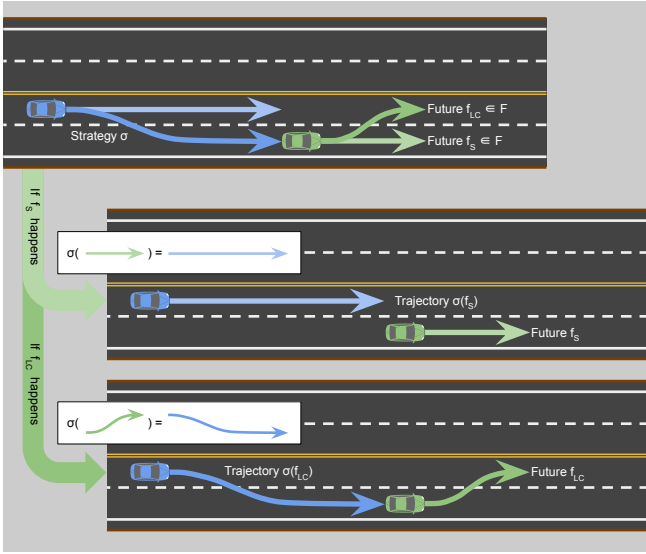 Future f_LC ∈ F
Strategy σ
Future f_S ∈ F
If f_S happens
σ( ) =
Trajectory σ(f_S)
Future f_S
If f_LC happens
σ( ) =
Trajectory σ(f_LC)
Future f_LC